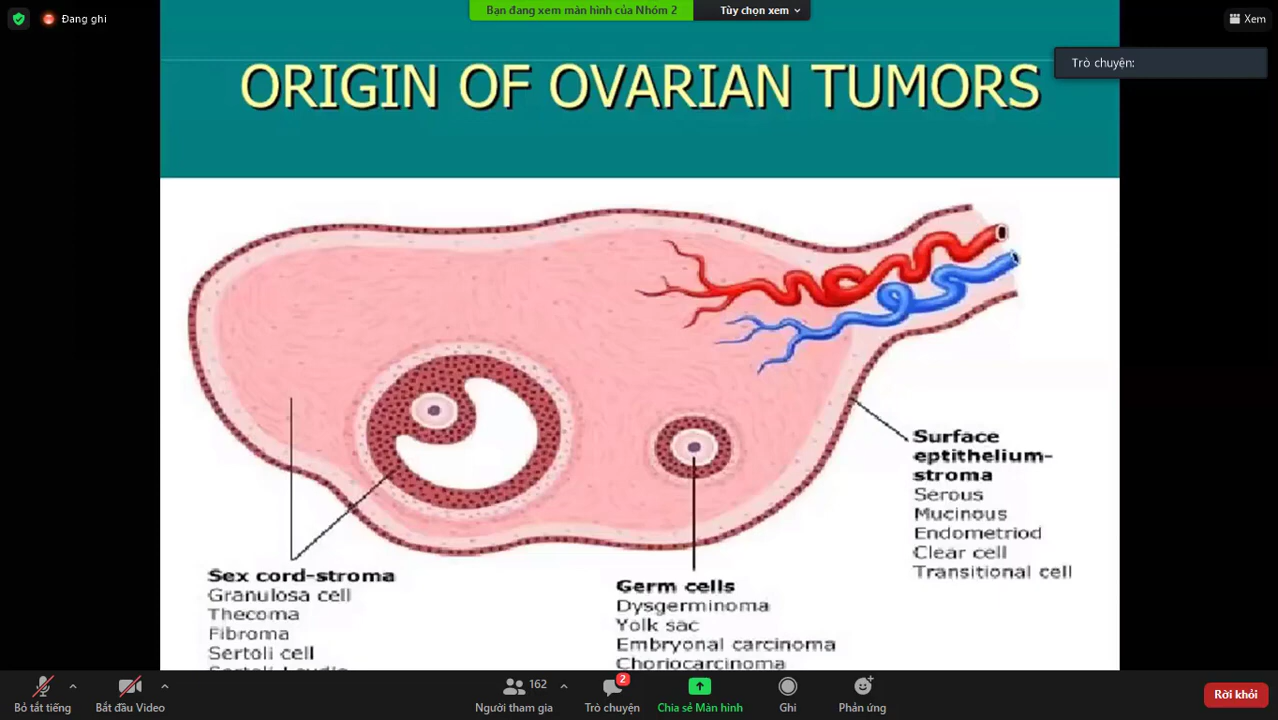 Đang ghi
Bạn đang xem màn hình của Nhóm 2
Tùy chọn xem
Xem
Trò chuyện:
ORIGIN OF OVARIAN TUMORS
Surface
eptithelium-
stroma
Serous
Mucinous
Endometriod
Clear cell
Transitional cell
Sex cord-stroma
Granulosa cell
Thecoma
Fibroma
Sertoli cell
Germ cells
Dysgerminoma
Yolk sac
Embryonal carcinoma
Choriocarcinoma
Bỏ tắt tiếng
Bắt đầu Video
162
Người tham gia
2
Trò chuyện
Chia sẻ Màn hình
Ghi
Phản ứng
Rời khỏi